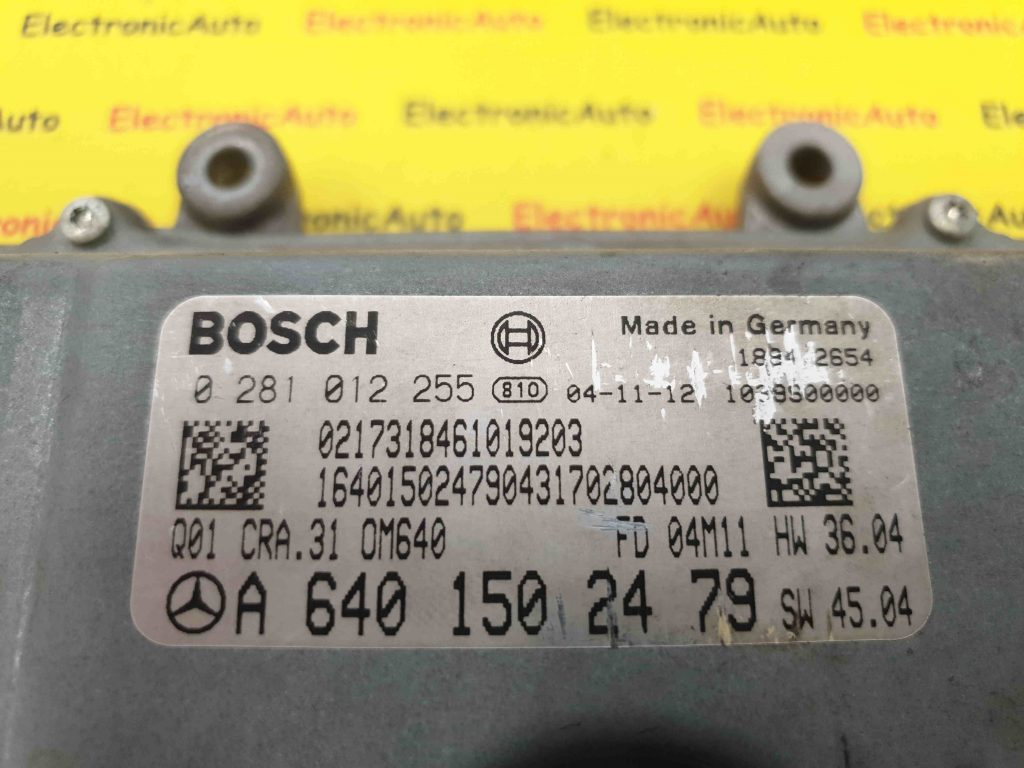 ElectronicAuto ElectronicAuto ElectronicAuto ElectronicAuto
Auto ElectronicAuto ElectronicAuto ElectronicAuto
ElectronicAuto ElectronicAuto
BOSCH Made in Germany
0 281 012 255 810 04-11-12
0217318461019203
164015024790431702804000
Q01 CRA.31 OM640 FD 04M11 HW 36.04
A 640 150 24 79 SW 45.04